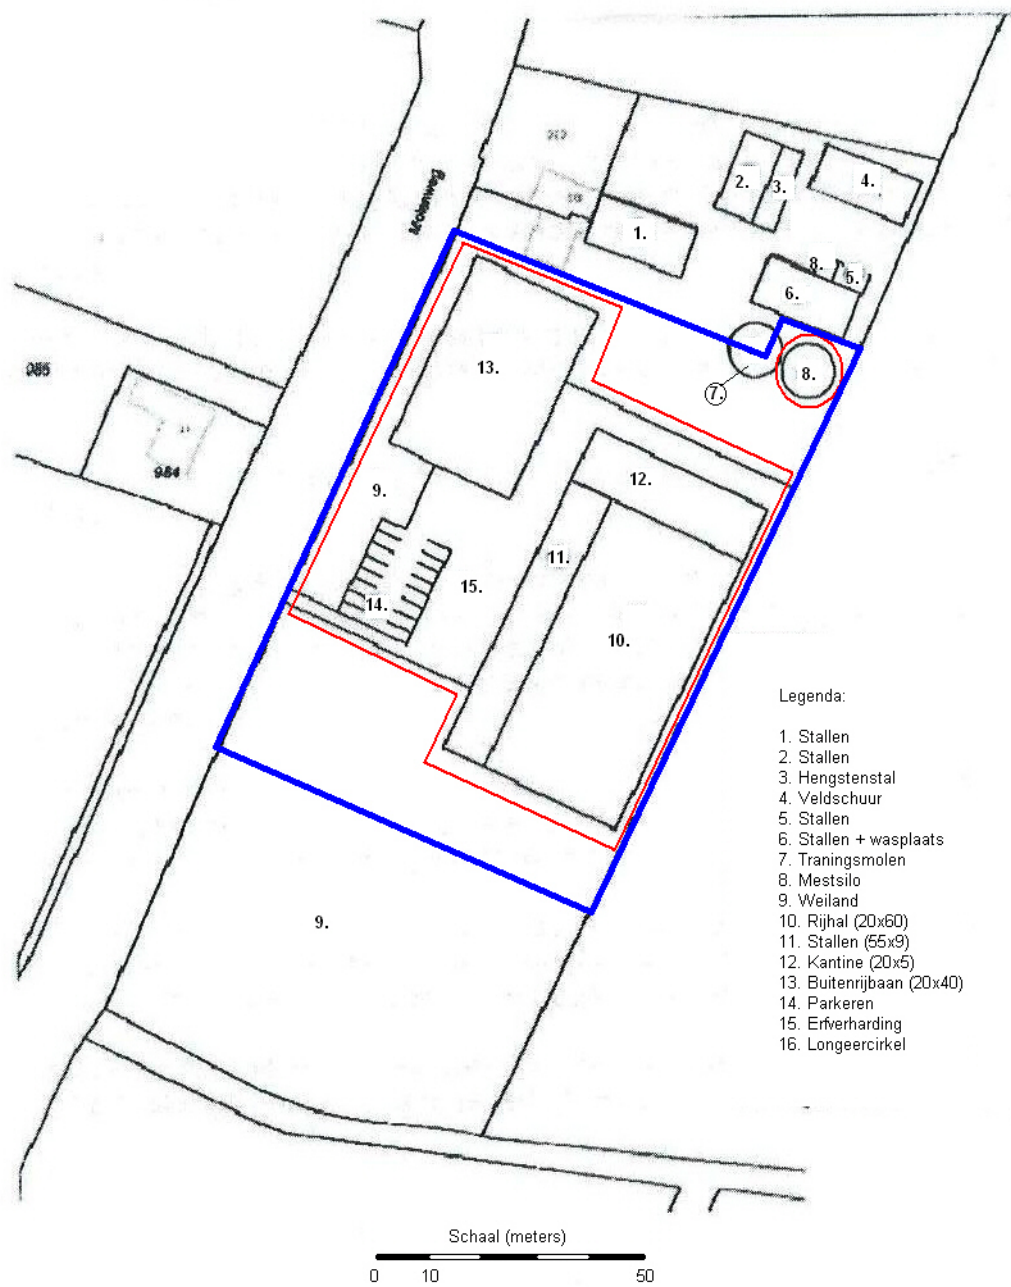 Molenweg
1.
2.
3.
4.
8.
5.
6.
7.
8.
13.
985
984
9.
12.
11.
15.
14.
10.
9.
Legenda:
1. Stallen
2. Stallen
3. Hengstenstal
4. Veldschuur
5. Stallen
6. Stallen + wasplaats
7. Traningsmolen
8. Mestsilo
9. Weiland
10. Rijhal (20x60)
11. Stallen (55x9)
12. Kantine (20x5)
13. Buitenrijbaan (20x40)
14. Parkeren
15. Erfverharding
16. Longeercirkel
Schaal (meters)
0 10 50